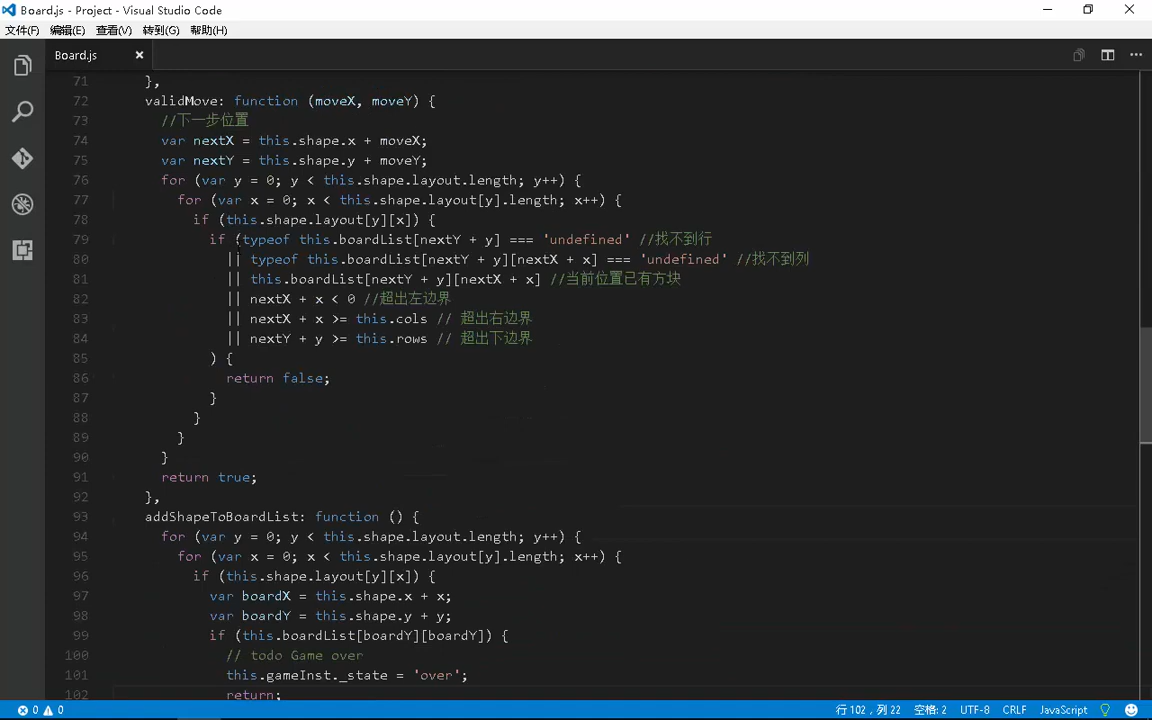 Board.js - Project - Visual Studio Code
文件(F) 编辑(E) 查看(V) 转到(G) 帮助(H)
Board.js
71 },
72 validMove: function (moveX, moveY) {
73 //下一步位置
74 var nextX = this.shape.x + moveX;
75 var nextY = this.shape.y + moveY;
76 for (var y = 0; y < this.shape.layout.length; y++) {
77 for (var x = 0; x < this.shape.layout[y].length; x++) {
78 if (this.shape.layout[y][x]) {
79 if (typeof this.boardList[nextY + y] === 'undefined' //找不到行
80 || typeof this.boardList[nextY + y][nextX + x] === 'undefined' //找不到列
81 || this.boardList[nextY + y][nextX + x] //当前位置已有方块
82 || nextX + x < 0 //超出左边界
83 || nextX + x >= this.cols // 超出右边界
84 || nextY + y >= this.rows // 超出下边界
85 ) {
86 return false;
87 }
88 }
89 }
90 }
91 return true;
92 },
93 addShapeToBoardList: function () {
94 for (var y = 0; y < this.shape.layout.length; y++) {
95 for (var x = 0; x < this.shape.layout[y].length; x++) {
96 if (this.shape.layout[y][x]) {
97 var boardX = this.shape.x + x;
98 var boardY = this.shape.y + y;
99 if (this.boardList[boardY][boardY]) {
100 // todo Game over
101 this.gameInst._state = 'over';
102 return;
0 0 行 102，列 22 空格: 2 UTF-8 CRLF JavaScript